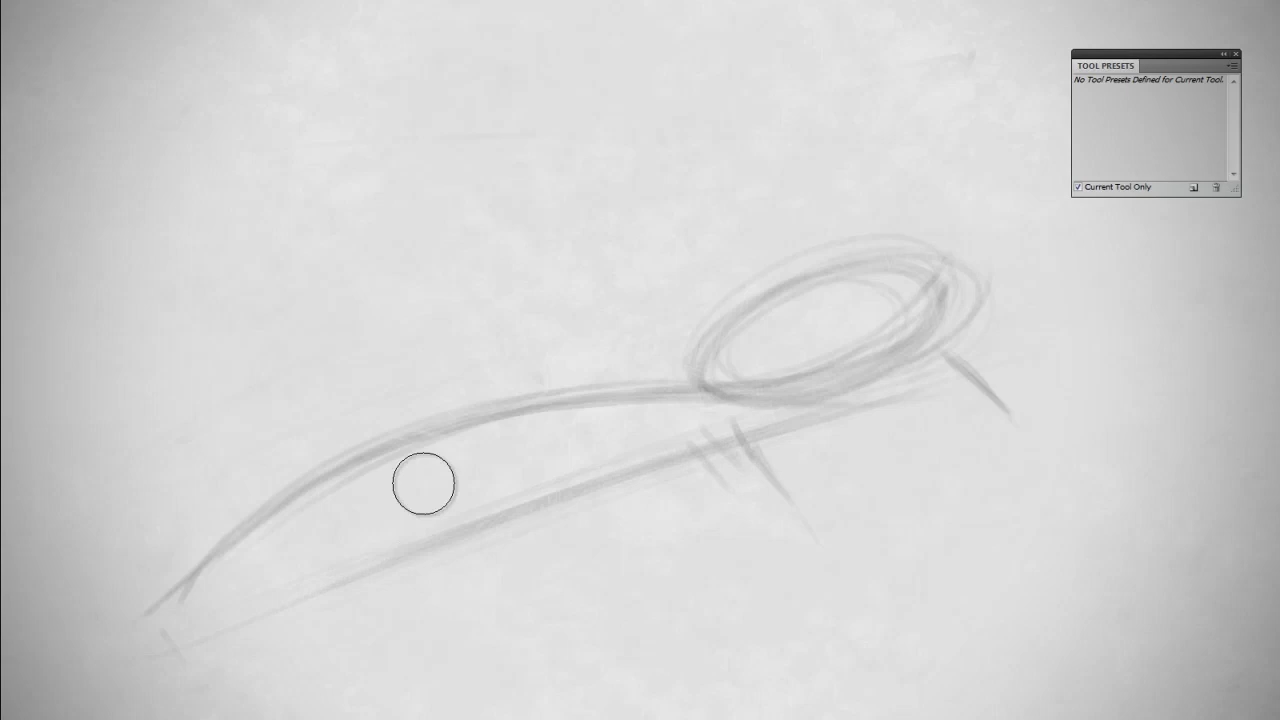 TOOL PRESETS
No Tool Presets Defined for Current Tool.
Current Tool Only